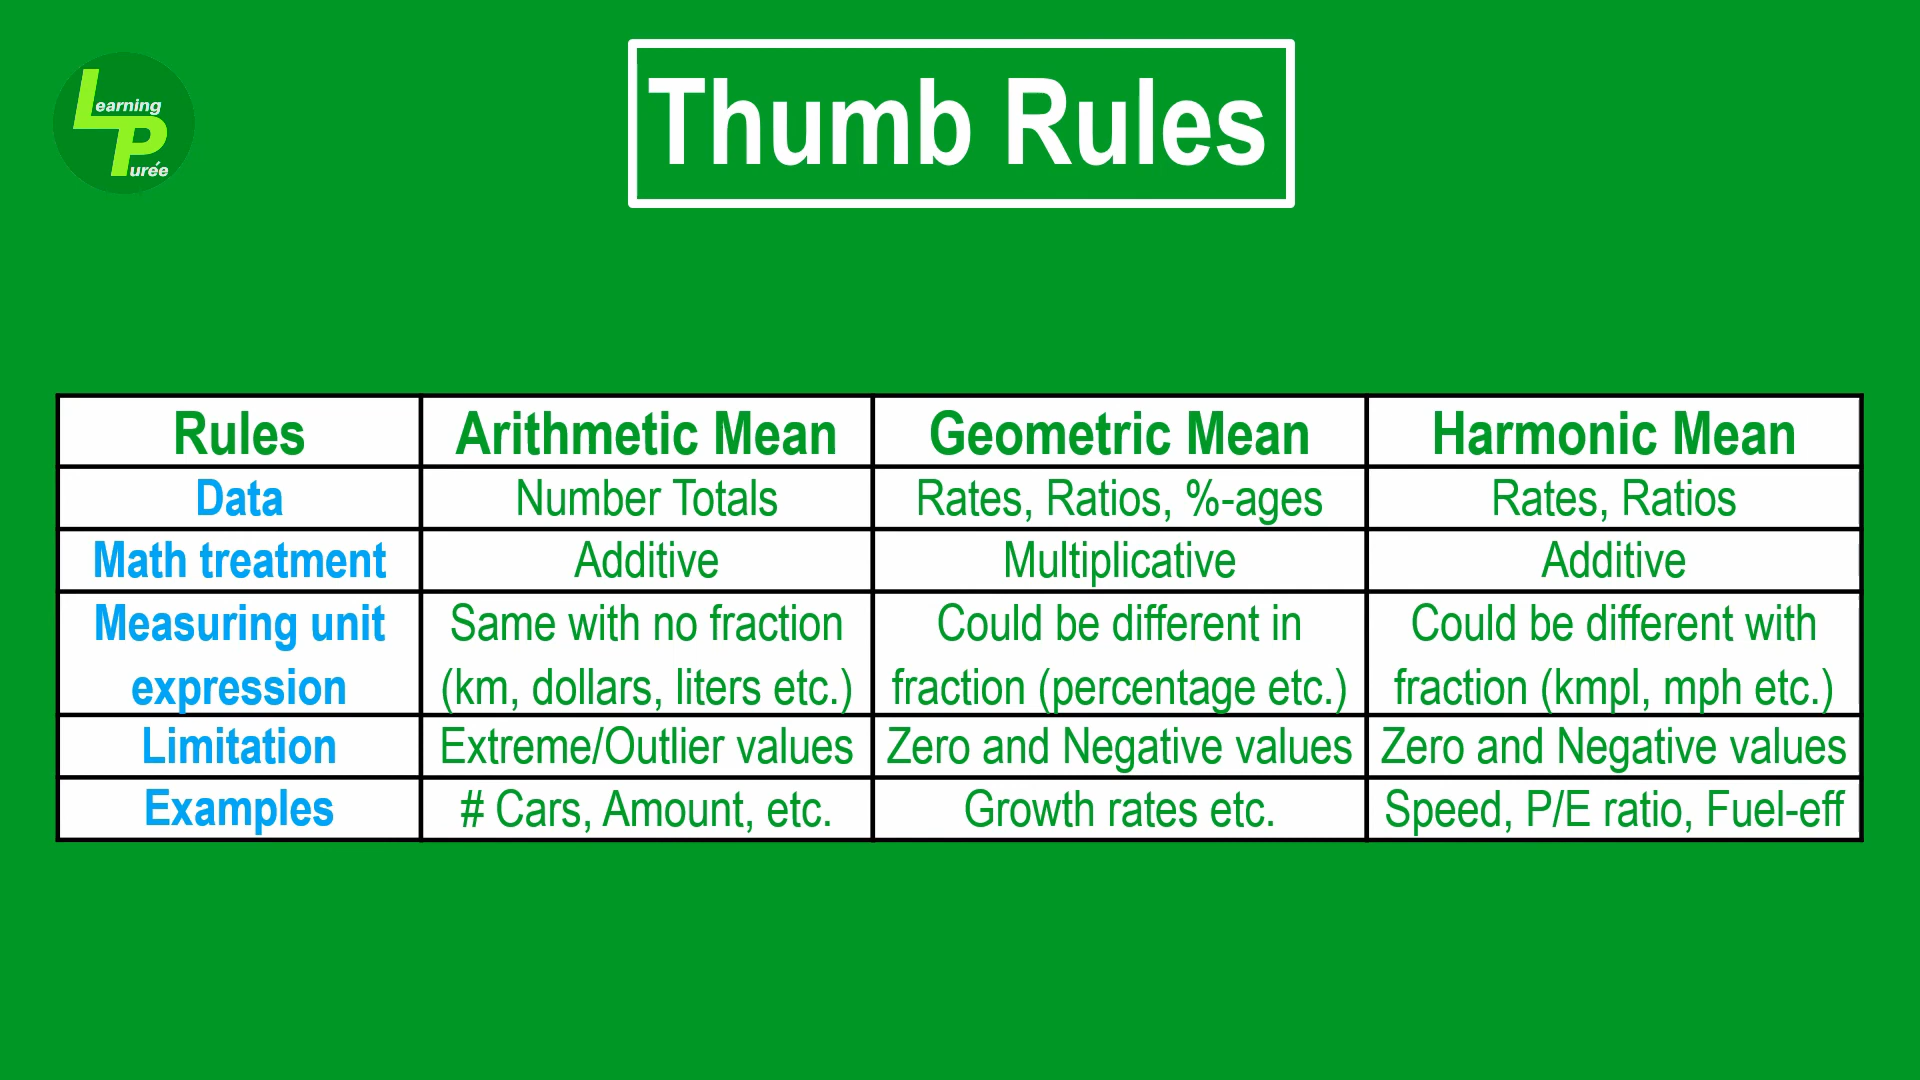 Learning
Purée
Thumb Rules
Rules Arithmetic Mean Geometric Mean Harmonic Mean
Data Number Totals Rates, Ratios, %-ages Rates, Ratios
Math treatment Additive Multiplicative Additive
Measuring unit Same with no fraction Could be different in Could be different with
expression (km, dollars, liters etc.) fraction (percentage etc.) fraction (kmpl, mph etc.)
Limitation Extreme/Outlier values Zero and Negative values Zero and Negative values
Examples # Cars, Amount, etc. Growth rates etc. Speed, P/E ratio, Fuel-eff